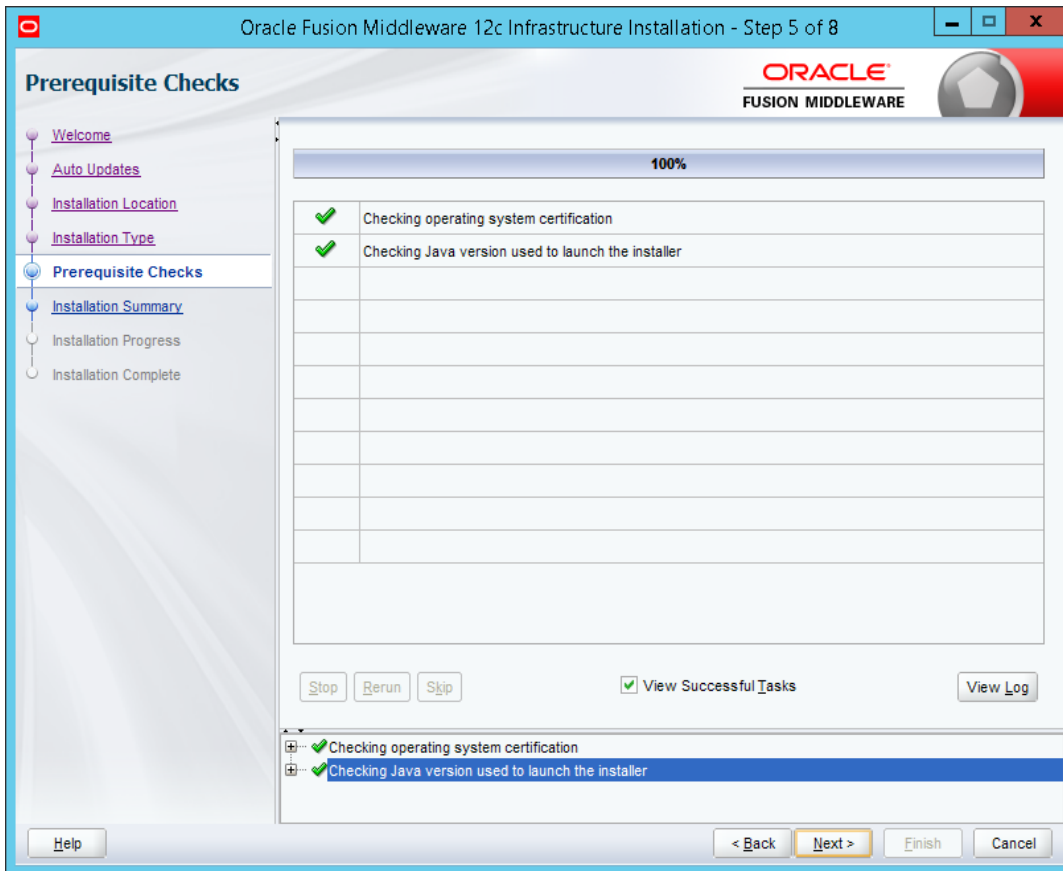 Oracle Fusion Middleware 12c Infrastructure Installation - Step 5 of 8
Prerequisite Checks
ORACLE
FUSION MIDDLEWARE
Welcome
Auto Updates
Installation Location
Installation Type
Prerequisite Checks
Installation Summary
Installation Progress
Installation Complete
100%
Checking operating system certification
Checking Java version used to launch the installer
Stop Rerun Skip View Successful Tasks View Log
Checking operating system certification
Checking Java version used to launch the installer
Help < Back Next > Finish Cancel